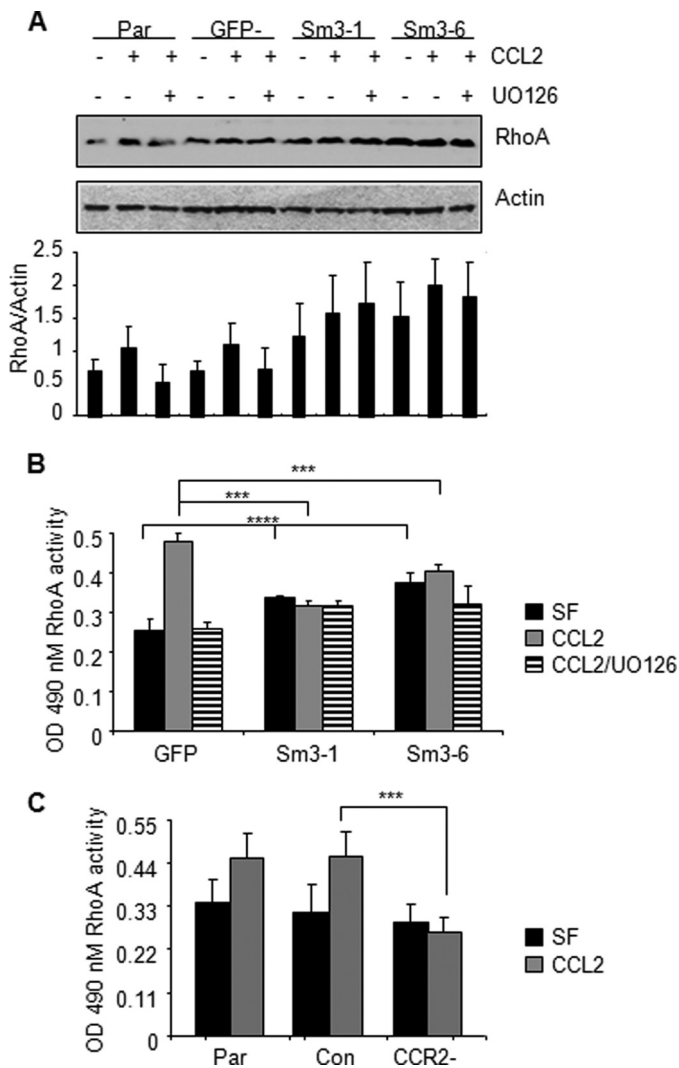 A
Par GFP- Sm3-1 Sm3-6
- + + - + + - + + - + + CCL2
- - + - - + - - + - - + UO126
RhoA
Actin
RhoA/Actin
2.5
2
1.5
1
0.5
0
B
***
***
****
OD 490 nM RhoA activity
0.5
0.4
0.3
0.2
0.1
0
GFP Sm3-1 Sm3-6
SF
CCL2
CCL2/UO126
C
***
OD 490 nM RhoA activity
0.55
0.44
0.33
0.22
0.11
0
Par Con CCR2-
SF
CCL2